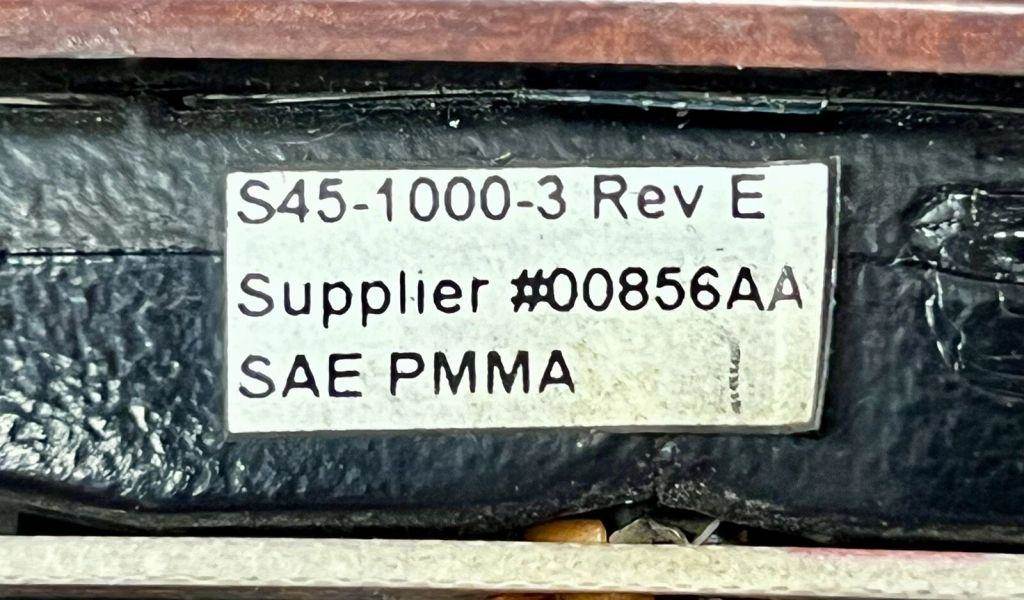 S45-1000-3 Rev E
Supplier #00856AA
SAE PMMA